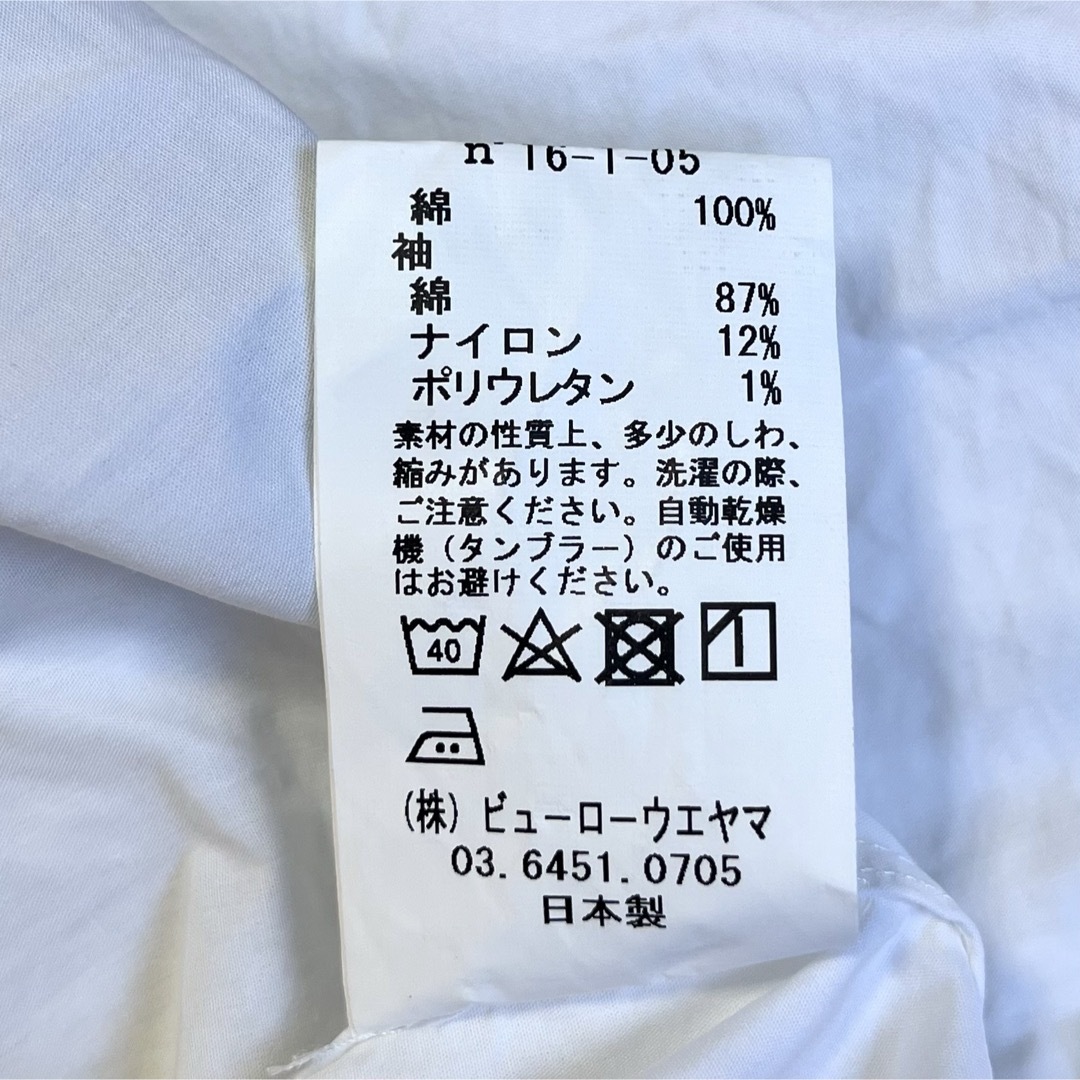 n°16-1-05
綿 100%
袖
綿 87%
ナイロン 12%
ポリウレタン 1%
素材の性質上、多少のしわ、
縮みがあります。洗濯の際、
ご注意ください。自動乾燥
機(タンブラー)のご使用
はお避けください。
40
(株)ビューローウエヤマ
03.6451.0705
日本製